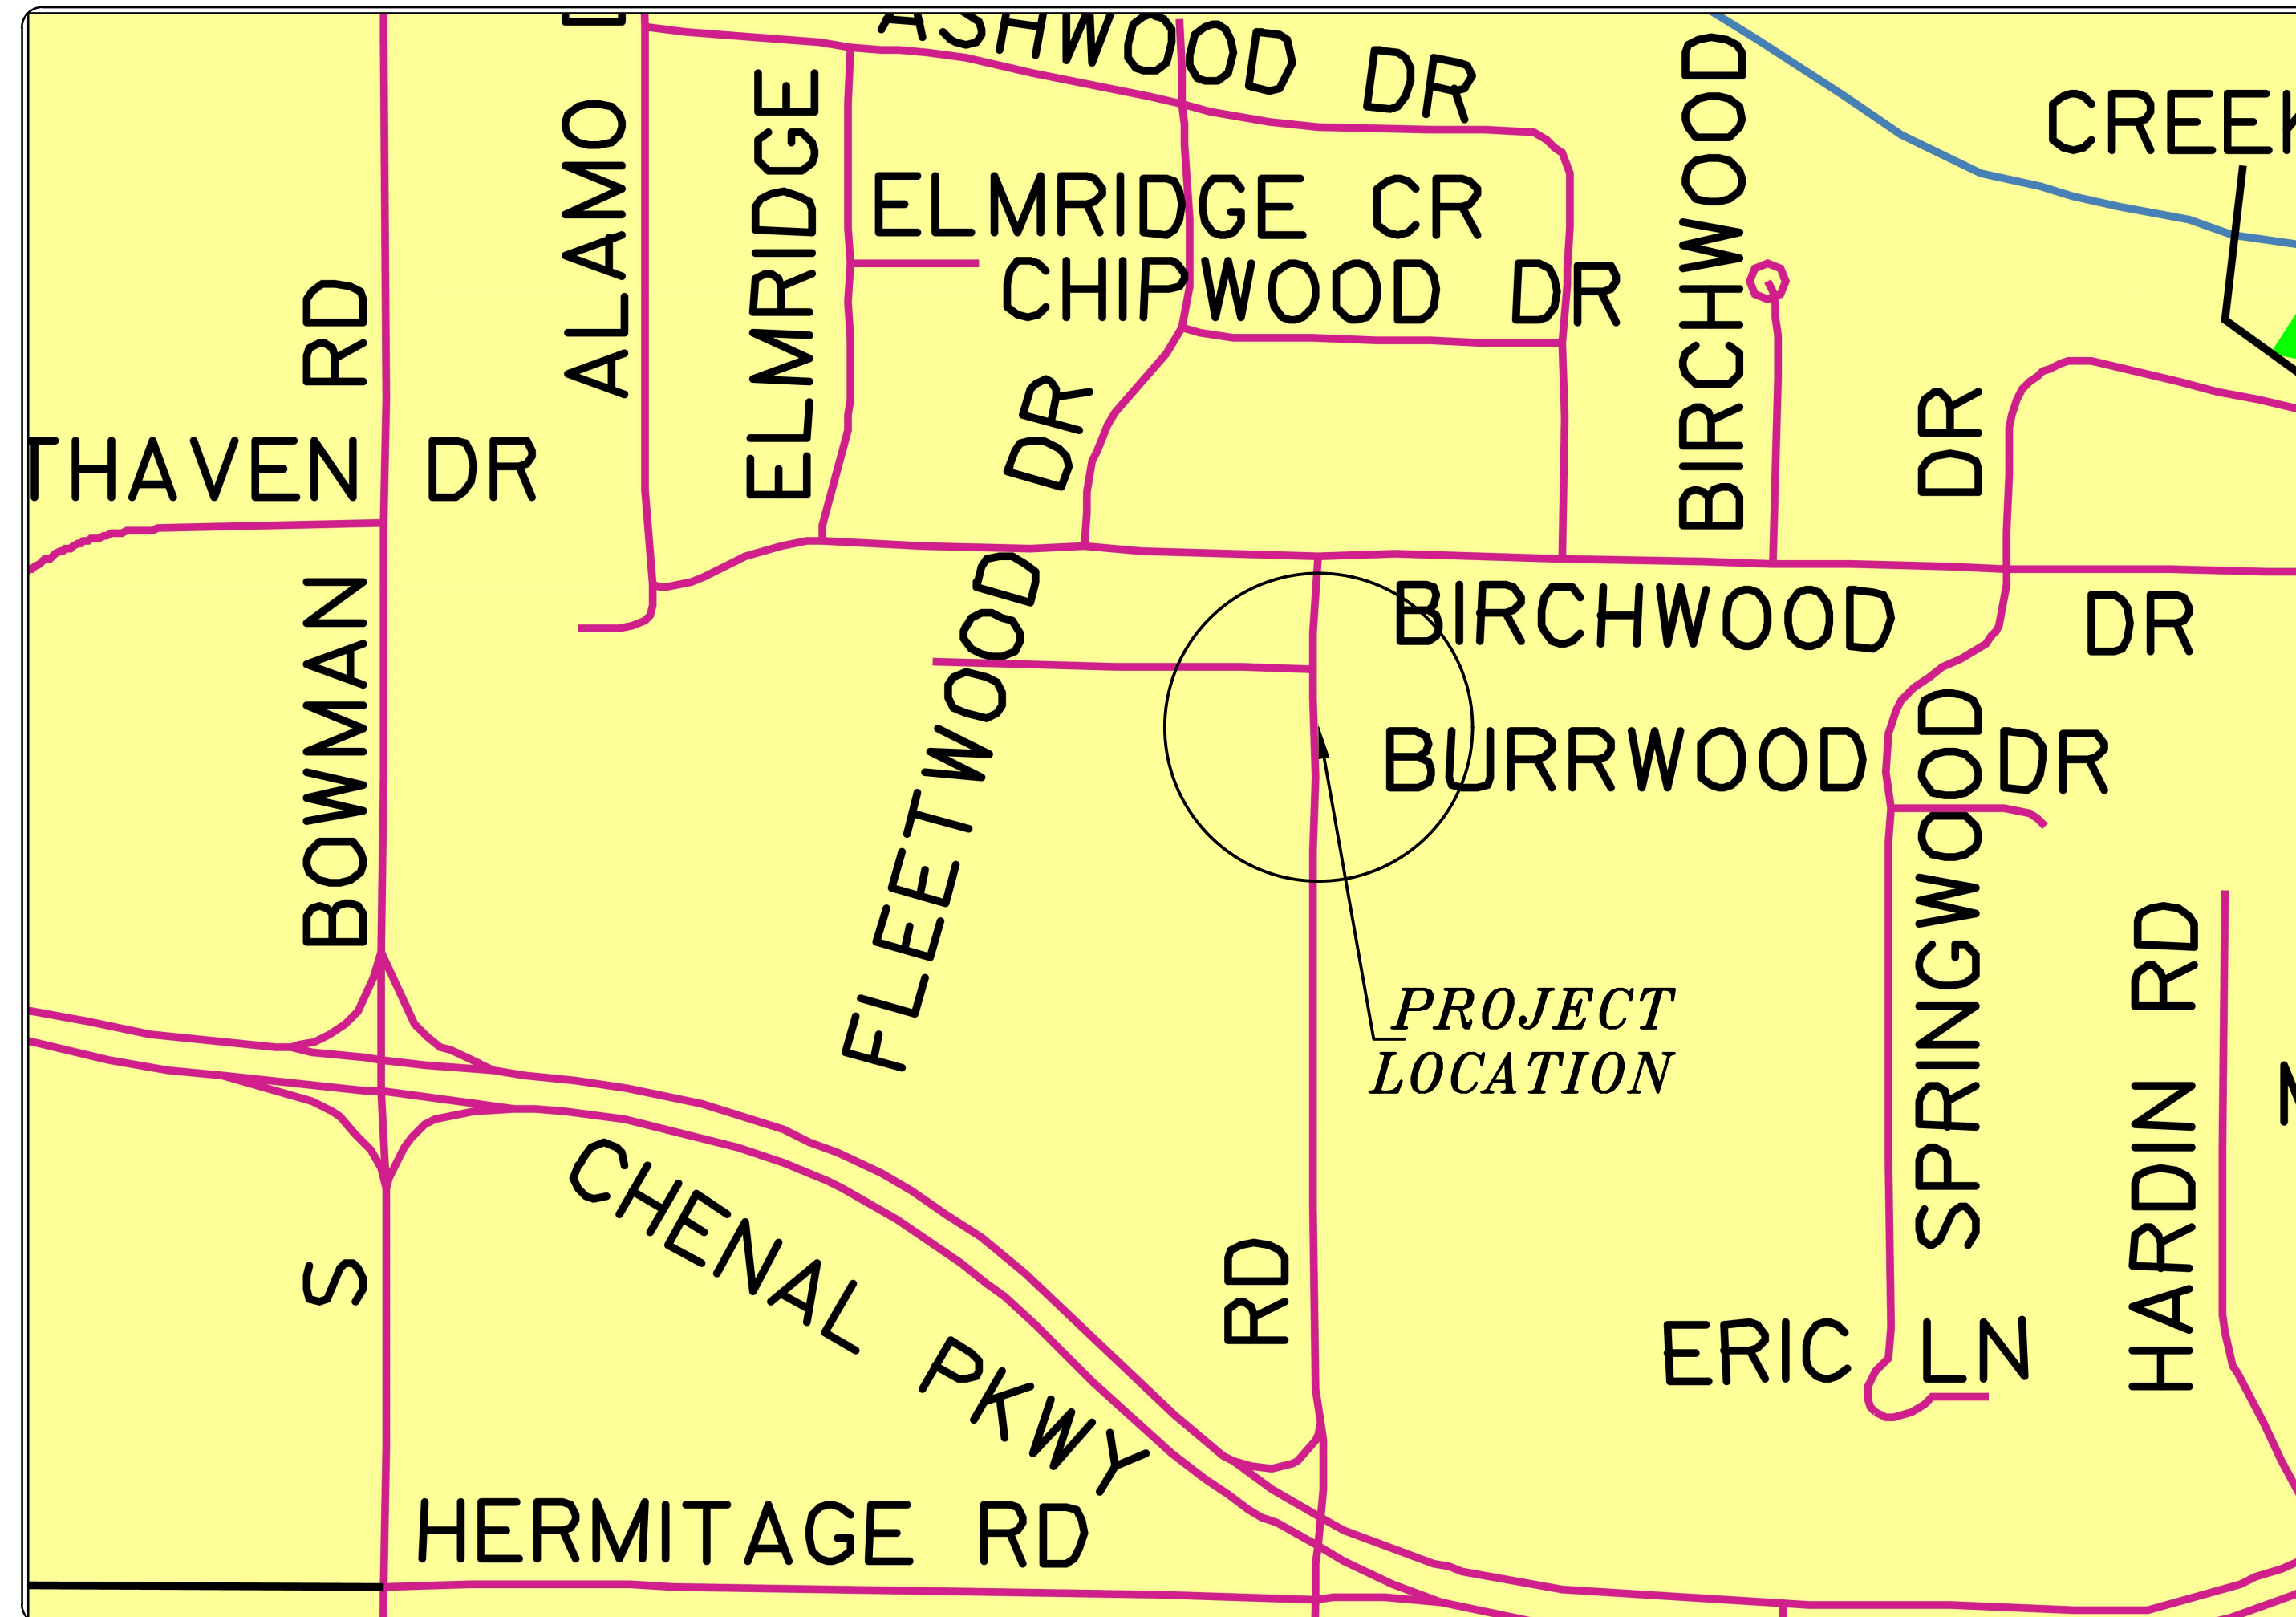 ASHWOOD DR
CREEK
ALAMO
ELMRIDGE
ELMRIDGE CR
CHIPWOOD DR
BIRCHWOOD
DR
S BOWMAN RD
THAVEN DR
FLEETWOOD DR
BIRCHWOOD DR
BURRWOOD DR
SPRINGWOOD DR
PROJECT
LOCATION
HARDIN RD
RD
ERIC LN
CHENAL PKWY
HERMITAGE RD